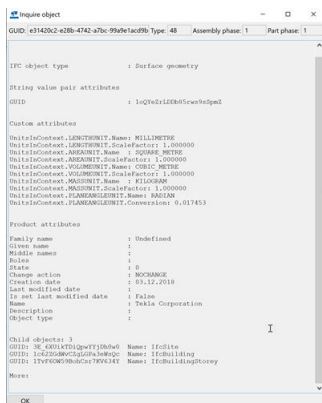 Inquire object
GUID: e31420c2-e28b-4742-a7bc-99a9e1acd9b Type: 48 Assembly phase: 1 Part phase: 1
IFC object type : Surface geometry
String value pair attributes
GUID
Custom attributes
UnitsInContext.LENGTHUNIT.Name: MILLIMETRE
UnitsInContext.LENGTHUNIT.ScaleFactor: 1.000000
UnitsInContext.AREAUNIT.Name : SQUARE_METRE
UnitsInContext.AREAUNIT.ScaleFactor: 1.000000
UnitsInContext.VOLUMEUNIT.Name: CUBIC_METRE
UnitsInContext.VOLUMEUNIT.ScaleFactor: 1.000000
UnitsInContext.MASSUNIT.Name : KILOGRAM
UnitsInContext.MASSUNIT.ScaleFactor: 1.000000
UnitsInContext.PLANEANGLEUNIT.Name: RADIAN
UnitsInContext.PLANEANGLEUNIT.Conversion: 0.017453
Product attributes
Family name : Undefined
Given name :
Middle names :
Roles :
State : 0
Change action : NOCHANGE
Creation date : 03.12.2018
Last modified date :
Is set last modified date : False
Name : Tekla Corporation
Description :
Object type :
Child objects: 3
GUID: Name: IfcSite
GUID: Name: IfcBuilding
GUID: Name: IfcBuildingStorey
More:
OK